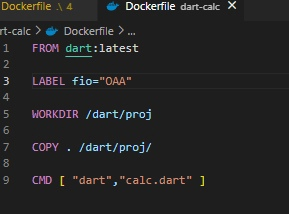 Dockerfile .\ 4
Dockerfile dart-calc
rt-calc > Dockerfile > ...
1 FROM dart:latest
2
3 LABEL fio="OAA"
4
5 WORKDIR /dart/proj
6
7 COPY . /dart/proj/
8
9 CMD [ "dart","calc.dart" ]